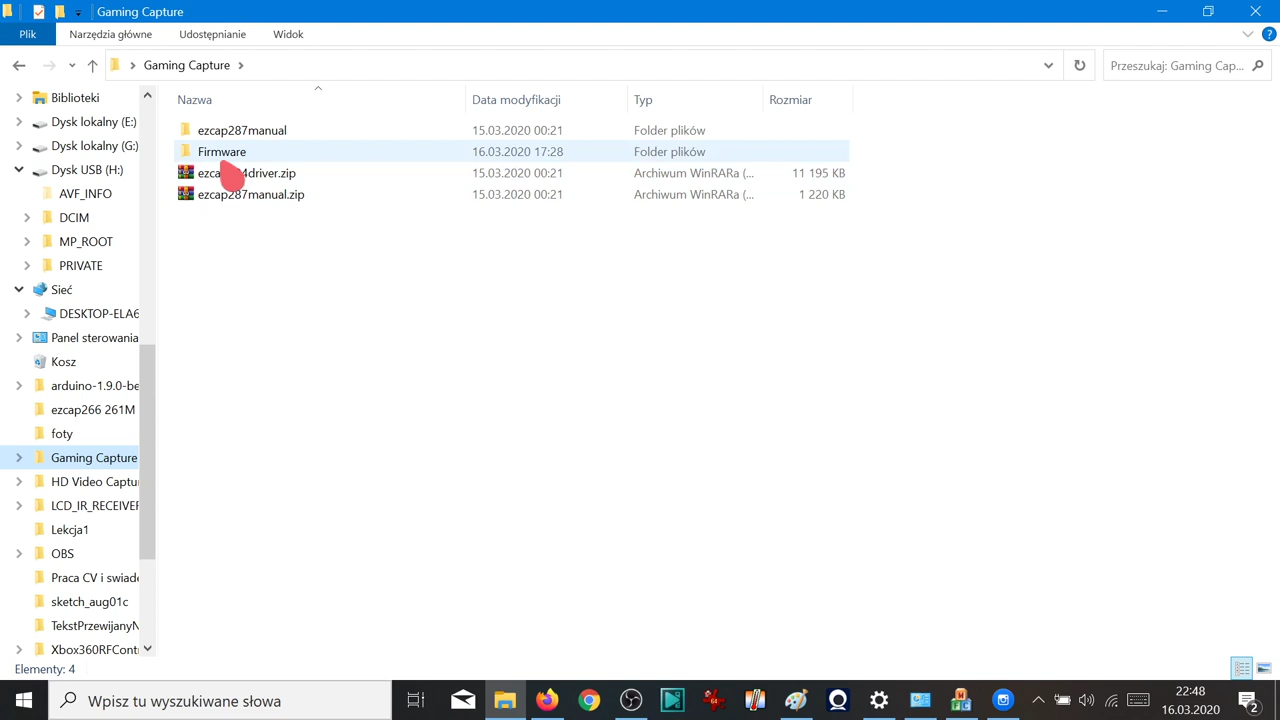 Gaming Capture
Plik Narzędzia główne Udostępnianie Widok
Gaming Capture
Przeszukaj: Gaming Cap...
Nazwa Data modyfikacji Typ Rozmiar
ezcap287manual 15.03.2020 00:21 Folder plików
Firmware 16.03.2020 17:28 Folder plików
4driver.zip 15.03.2020 00:21 Archiwum WinRARa (... 11 195 KB
ezcap287manual.zip 15.03.2020 00:21 Archiwum WinRARa (... 1 220 KB
Biblioteki
Dysk lokalny (E:)
Dysk lokalny (G:)
Dysk USB (H:)
AVF_INFO
DCIM
MP_ROOT
PRIVATE
Sieć
DESKTOP-ELA6
Panel sterowania
Kosz
arduino-1.9.0-be
ezcap266 261M
foty
Gaming Capture
HD Video Captu
LCD_IR_RECEIVER
Lekcja1
OBS
Praca CV i swiade
sketch_aug01c
TekstPrzewijanyN
Xbox360RFCont
Elementy: 4
Wpisz tu wyszukiwane słowa
22:48
16.03.2020
2